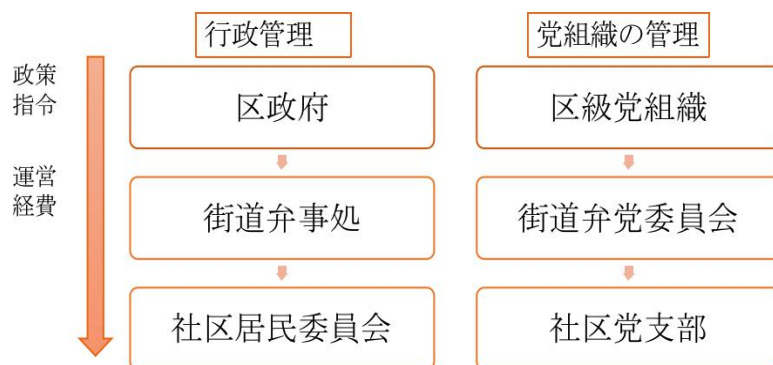 行政管理
党組織の管理
政策
指令
運営
経費
区政府
区級党組織
街道弁事処
街道弁党委員会
社区居民委員会
社区党支部